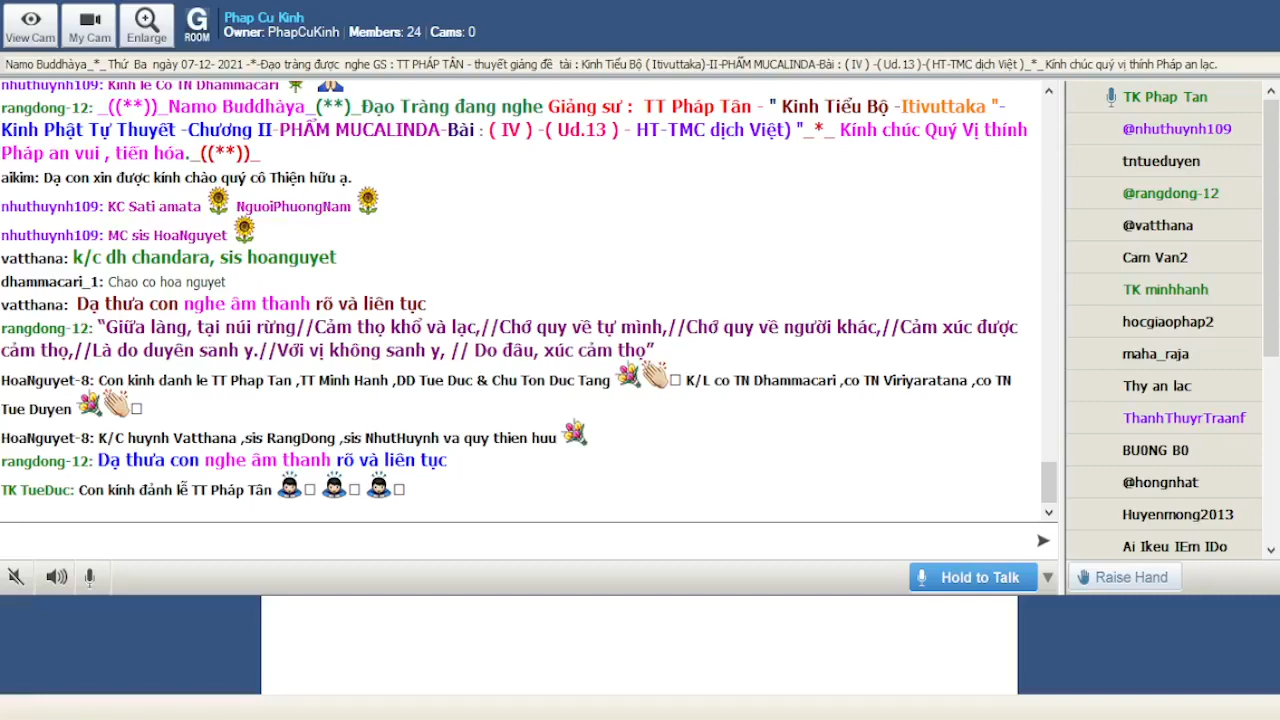 View Cam
My Cam
Enlarge
G
ROOM
Phap Cu Kinh
Owner: PhapCuKinh | Members: 24 | Cams: 0
Namo Buddhàya_*_Thứ Ba ngày 07-12- 2021 -*-Đạo tràng được nghe GS : TT PHÁP TÂN - thuyết giảng đề tài : Kinh Tiểu Bộ ( Itivuttaka)-II-PHẨM MUCALINDA-Bài : ( IV ) -( Ud. 13 )-( HT-TMC dịch Việt )_*_ Kính chúc quý vị thính Pháp an lạc.
nhuthuynh109: Kinh le Co TN Dhammacari
rangdong-12: _((**))_Namo Buddhàya_(**)_Đạo Tràng đang nghe Giảng sư : TT Pháp Tân - " Kinh Tiểu Bộ -Itivuttaka "-
Kinh Phật Tự Thuyết -Chương II-PHẨM MUCALINDA-Bài : ( IV ) -( Ud.13 ) - HT-TMC dịch Việt) "_*_ Kính chúc Quý Vị thính
Pháp an vui , tiến hóa._((**))_
aikim: Dạ con xin được kính chào quý cô Thiện hữu ạ.
nhuthuynh109: KC Sati amata NguoiPhuongNam
nhuthuynh109: MC sis HoaNguyet
vatthana: k/c dh chandara, sis hoanguyet
dhammacari_1: Chao co hoa nguyet
vatthana: Dạ thưa con nghe âm thanh rõ và liên tục
rangdong-12: “Giữa làng, tại núi rừng//Cảm thọ khổ và lạc,//Chớ quy về tự mình,//Chớ quy về người khác,//Cảm xúc được
cảm thọ,//Là do duyên sanh y.//Với vị không sanh y, // Do đâu, xúc cảm thọ”
HoaNguyet-8: Con kinh danh le TT Phap Tan ,TT Minh Hanh ,DD Tue Duc & Chu Ton Duc Tang K/L co TN Dhammacari ,co TN Viriyaratana ,co TN
Tue Duyen
HoaNguyet-8: K/C huynh Vatthana ,sis RangDong ,sis NhutHuynh va quy thien huu
rangdong-12: Dạ thưa con nghe âm thanh rõ và liên tục
TK TueDuc: Con kính đảnh lễ TT Pháp Tân
Hold to Talk
TK Phap Tan
@nhuthuynh109
tntueduyen
@rangdong-12
@vatthana
Cam Van2
TK minhhanh
hocgiaophap2
maha_raja
Thy an lac
ThanhThuyrTraanf
BU0NG B0
@hongnhat
Huyenmong2013
Ai Ikeu IEm IDo
Raise Hand